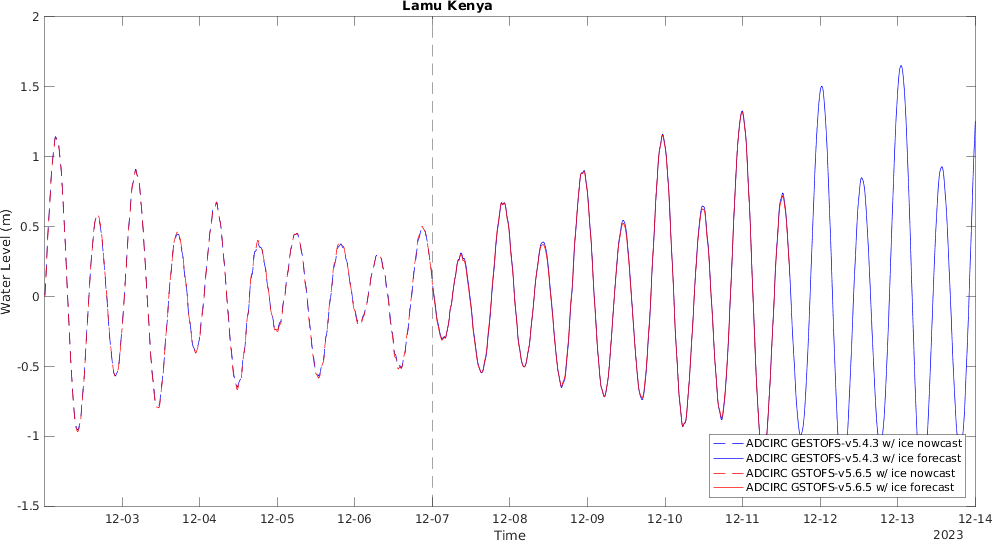 Lamu Kenya
2
1.5
1
0.5
0
-0.5
-1
-1.5
Water Level (m)
12-03 12-04 12-05 12-06 12-07 12-08 12-09 12-10 12-11 12-12 12-13 12-14
Time
2023
ADCIRC GESTOFS-v5.4.3 w/ ice nowcast
ADCIRC GESTOFS-v5.4.3 w/ ice forecast
ADCIRC GSTOFS-v5.6.5 w/ ice nowcast
ADCIRC GSTOFS-v5.6.5 w/ ice forecast